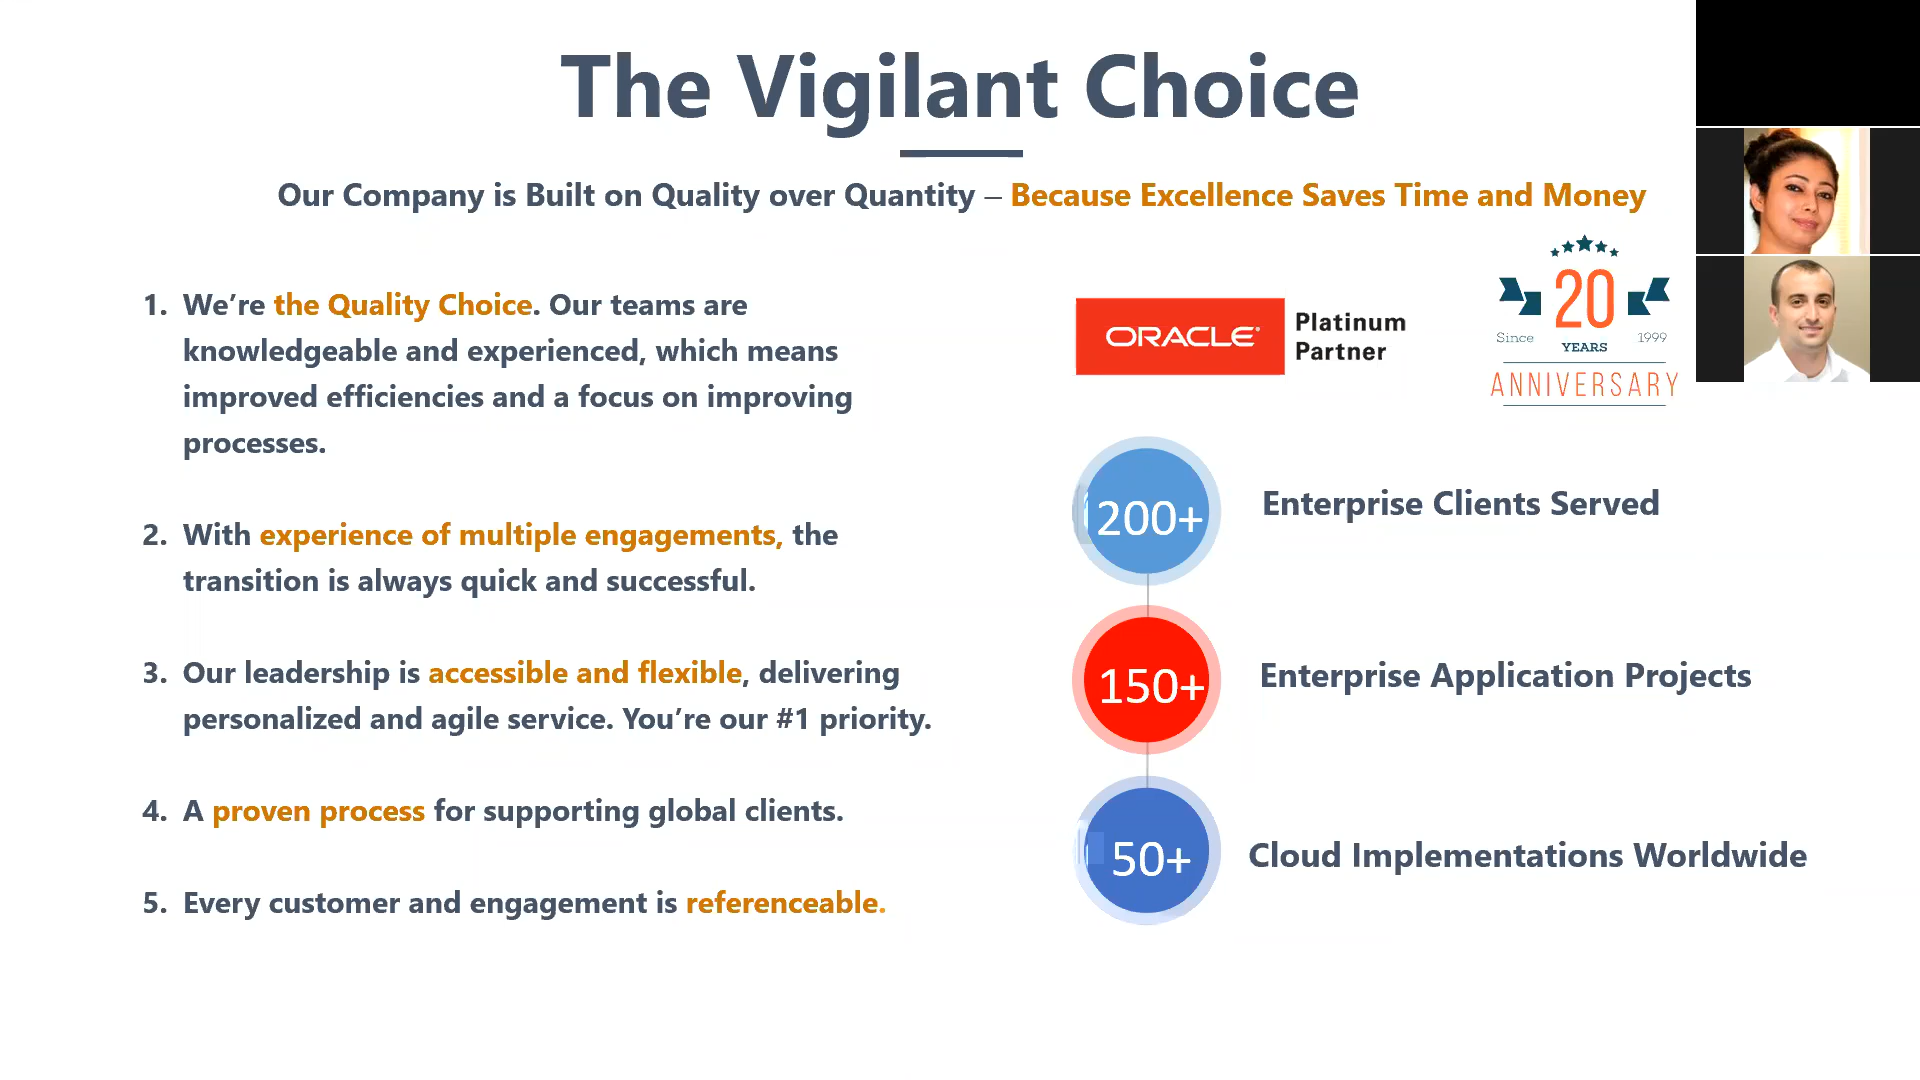 The Vigilant Choice
Our Company is Built on Quality over Quantity – Because Excellence Saves Time and Money
1. We’re the Quality Choice. Our teams are
knowledgeable and experienced, which means
improved efficiencies and a focus on improving
processes.
2. With experience of multiple engagements, the
transition is always quick and successful.
3. Our leadership is accessible and flexible, delivering
personalized and agile service. You’re our #1 priority.
4. A proven process for supporting global clients.
5. Every customer and engagement is referenceable.
ORACLE®
Platinum
Partner
20
Since YEARS 1999
ANNIVERSARY
200+ Enterprise Clients Served
150+ Enterprise Application Projects
50+ Cloud Implementations Worldwide